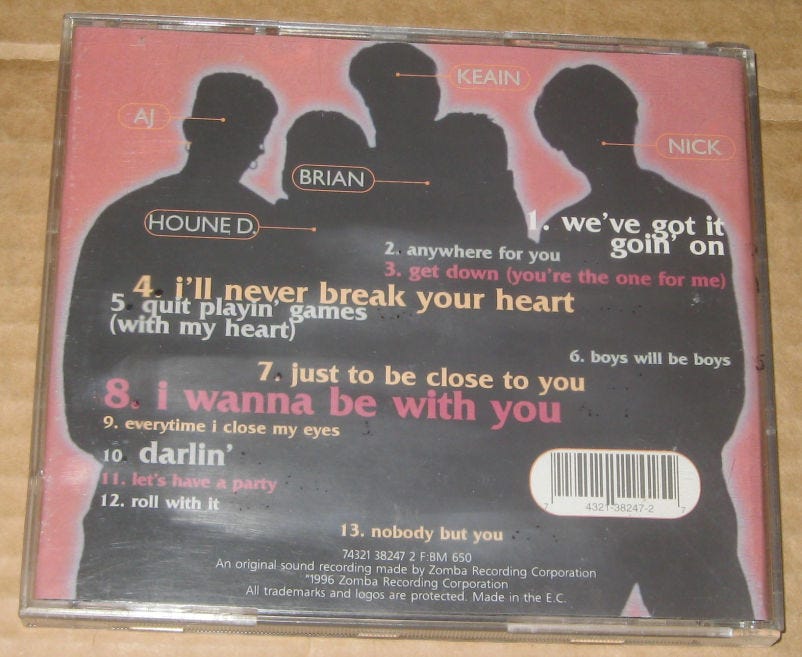 KEAIN
AJ
NICK
BRIAN
HOUNE D.
1. we've got it
goin' on
2. anywhere for you
3. get down (you're the one for me)
4. i'll never break your heart
5. quit playin' games
(with my heart)
6. boys will be boys
7. just to be close to you
8. i wanna be with you
9. everytime i close my eyes
10. darlin'
11. let's have a party
12. roll with it
7 4321-38247-2 7
13. nobody but you
74321 38247 2 F:BM 650
An original sound recording made by Zomba Recording Corporation
"1996 Zomba Recording Corporation
All trademarks and logos are protected. Made in the E.C.